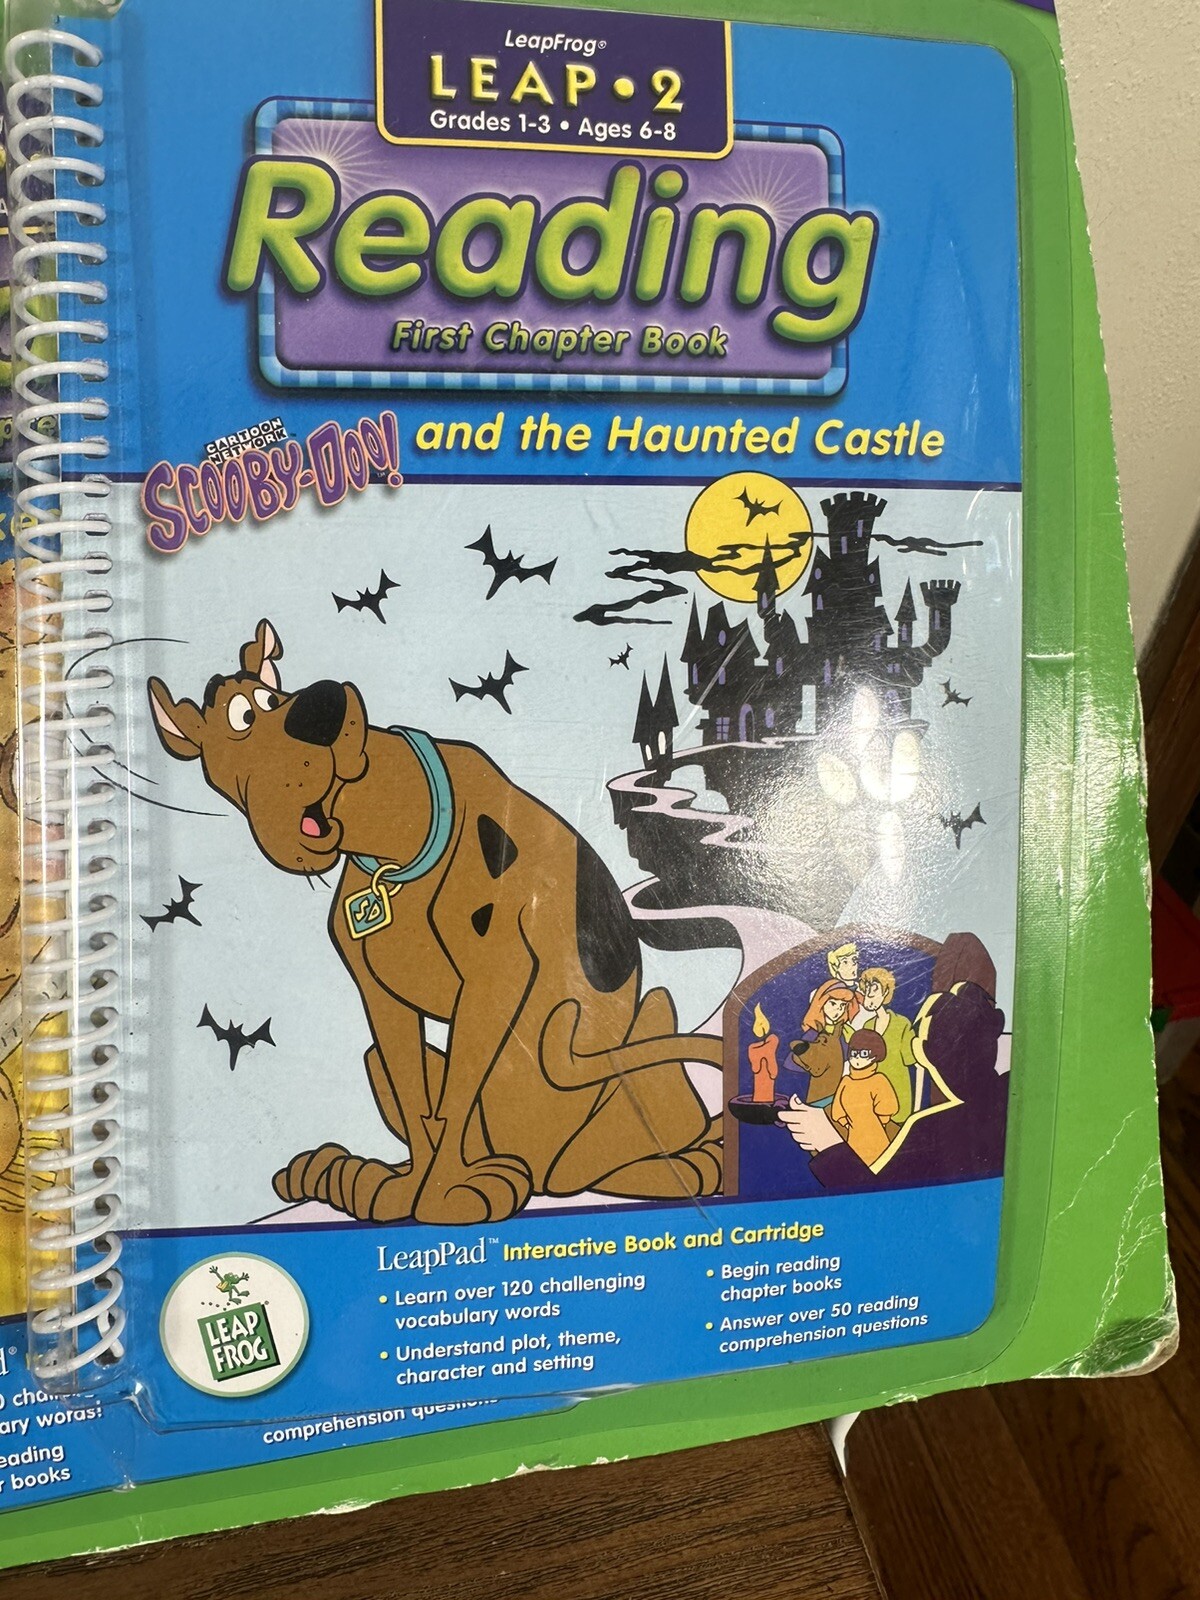 LeapFrog®
LEAP•2
Grades 1-3 • Ages 6-8
Reading
First Chapter Book
CARTOON
NETWORK™
SCOOBY-DOO!™ and the Haunted Castle
SD
LeapPad™ Interactive Book and Cartridge
• Learn over 120 challenging
vocabulary words
• Understand plot, theme,
character and setting
• Begin reading
chapter books
• Answer over 50 reading
comprehension questions
LEAP
FROG
ary words!
eading
books
comprehension